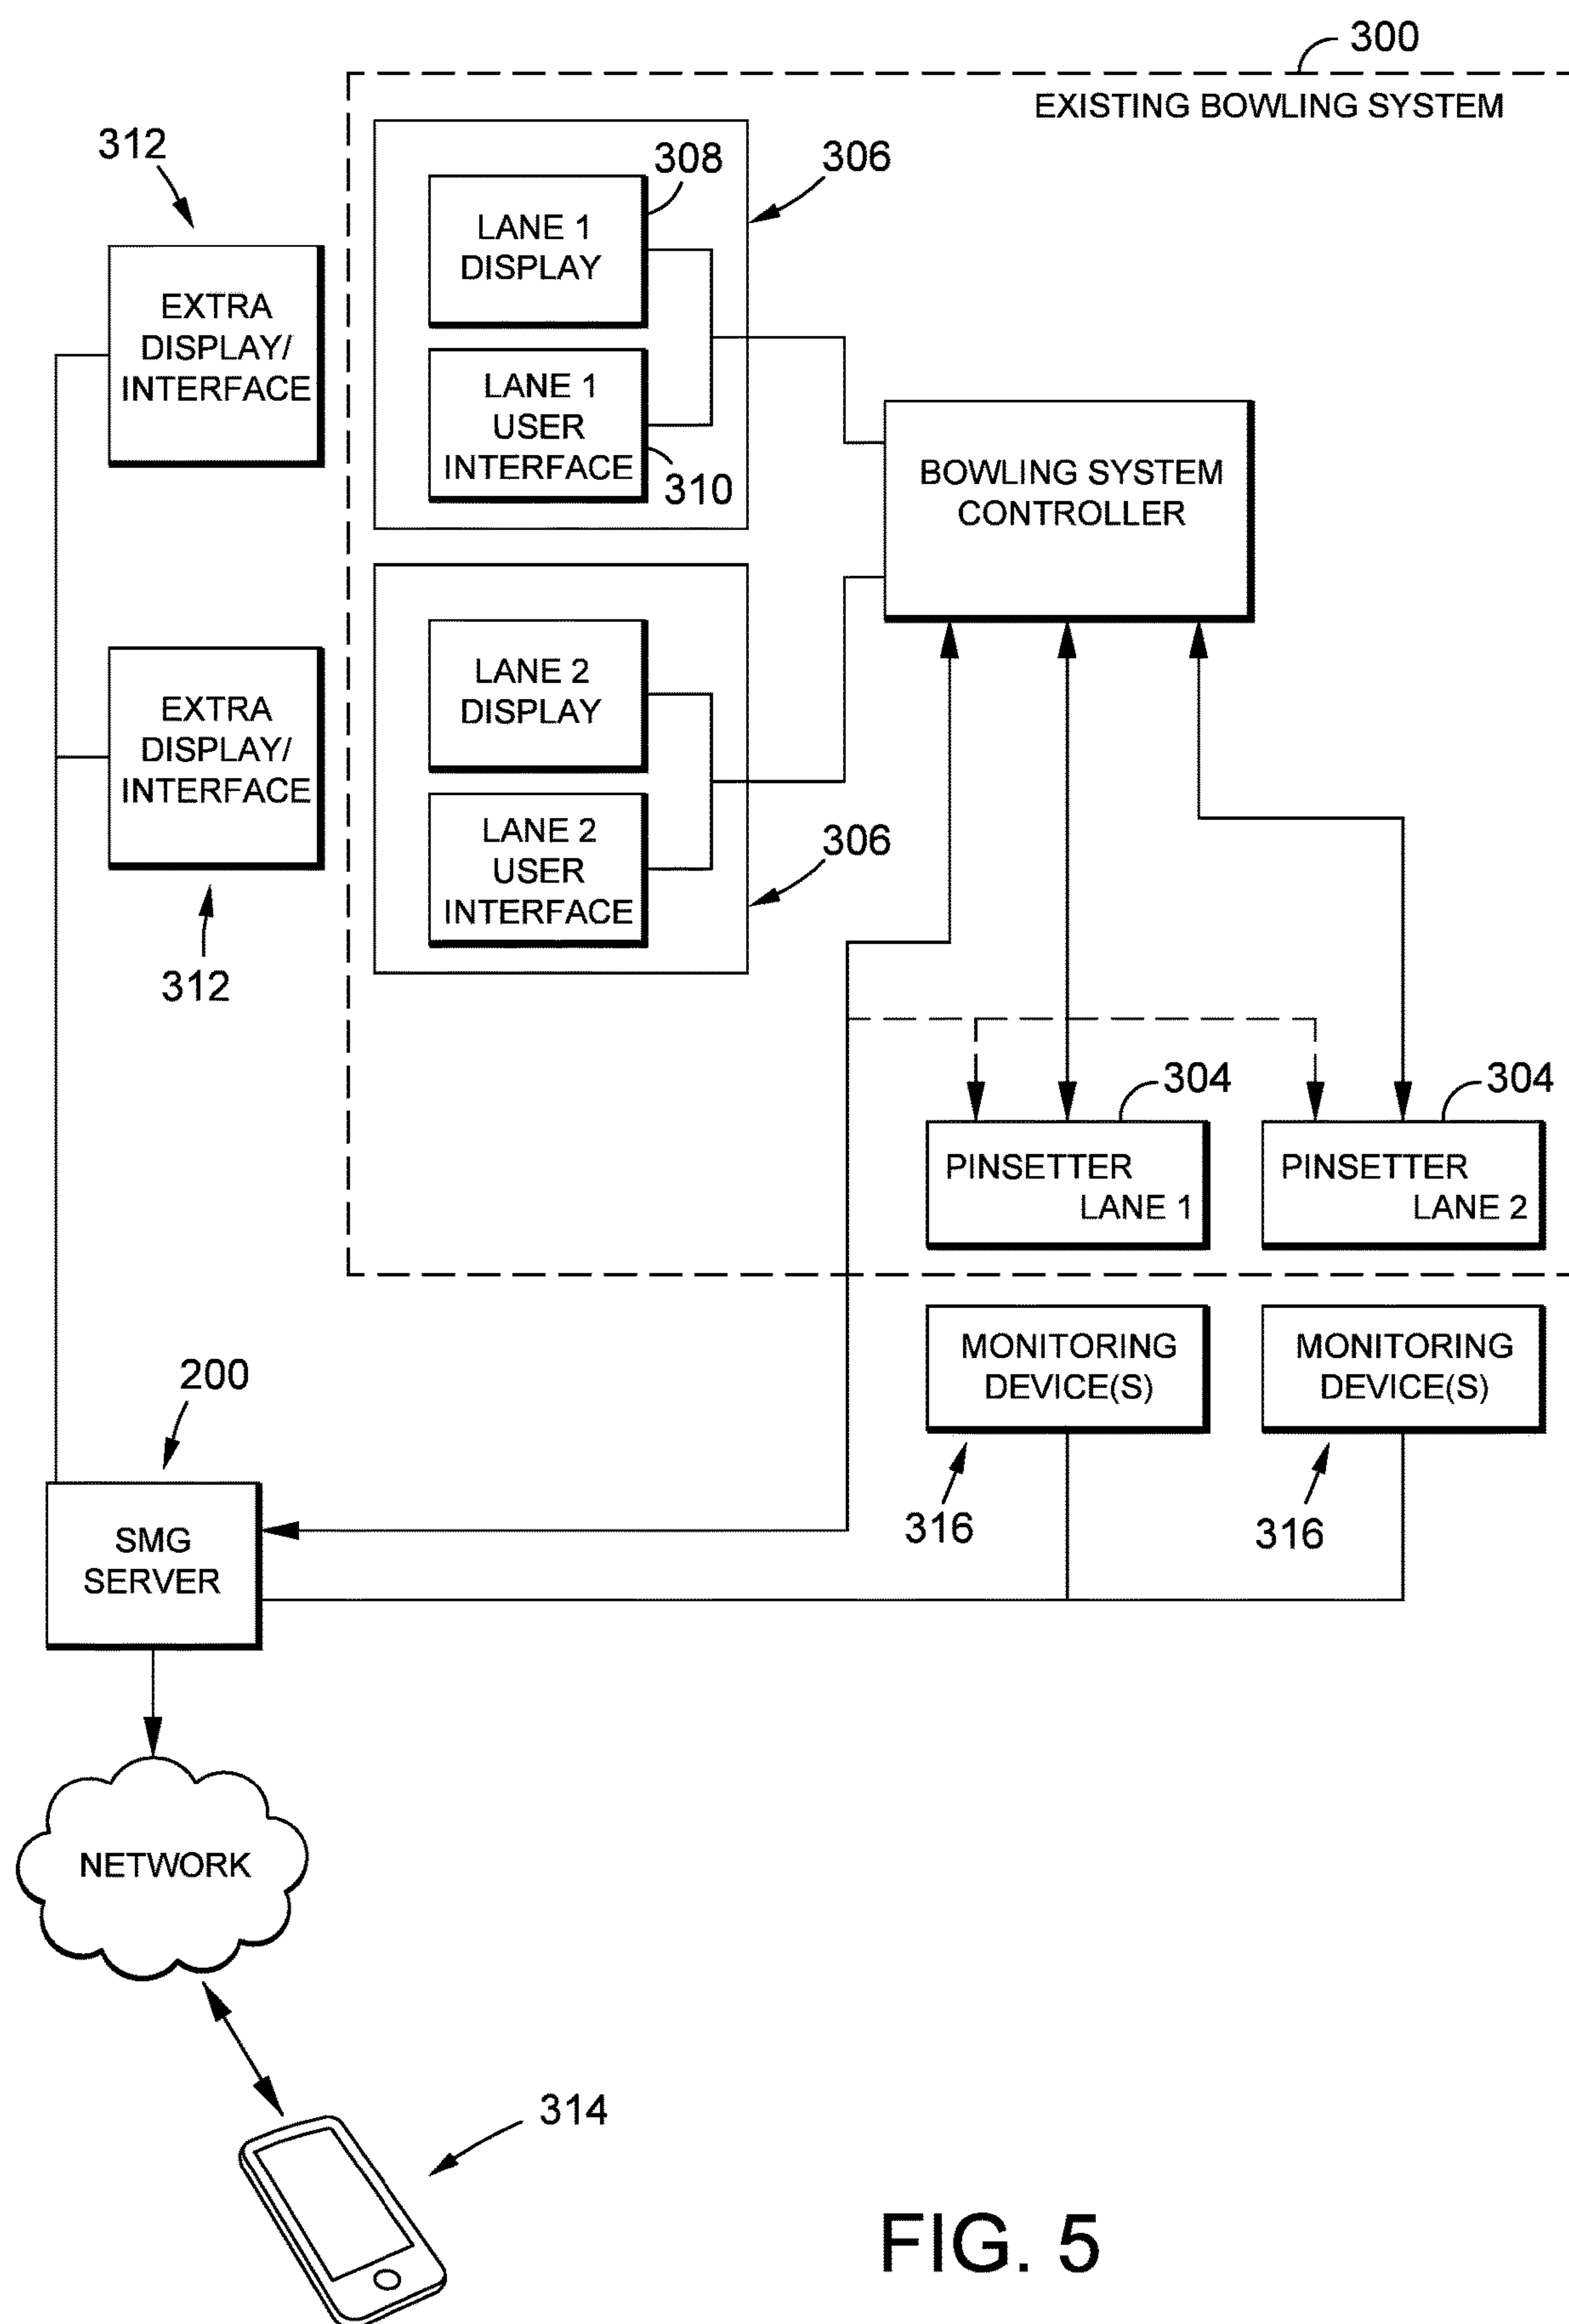 300
EXISTING BOWLING SYSTEM
312
308
306
LANE 1
DISPLAY
EXTRA
DISPLAY/
INTERFACE
LANE 1
USER
INTERFACE
310
BOWLING SYSTEM
CONTROLLER
EXTRA
DISPLAY/
INTERFACE
312
LANE 2
DISPLAY
LANE 2
USER
INTERFACE
306
304
304
PINSETTER
LANE 1
PINSETTER
LANE 2
MONITORING
DEVICE(S)
MONITORING
DEVICE(S)
316
316
200
SMG
SERVER
NETWORK
314
FIG. 5